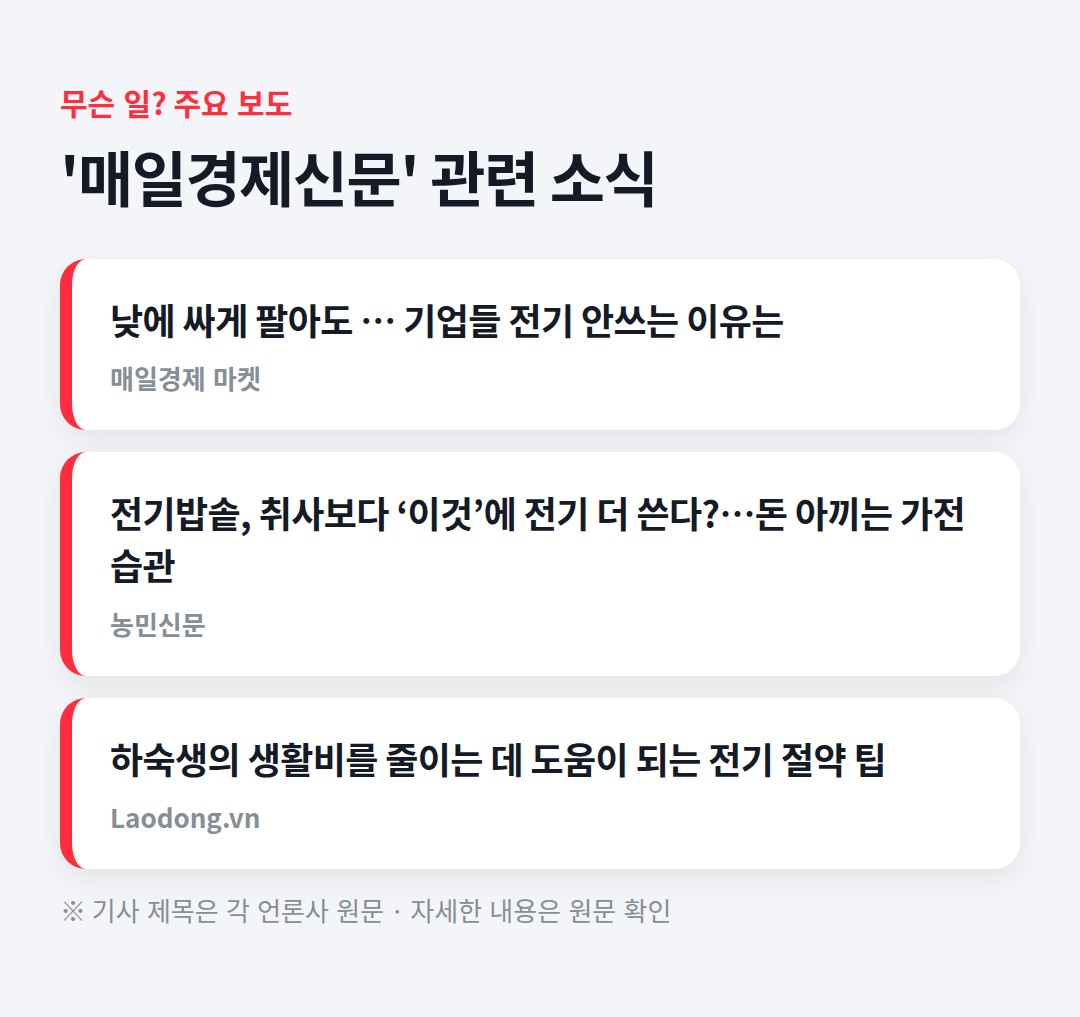 무슨 일? 주요 보도
'매일경제신문' 관련 소식
낮에 싸게 팔아도 … 기업들 전기 안쓰는 이유는
매일경제 마켓
전기밥솥, 취사보다 ‘이것’에 전기 더 쓴다?…돈 아끼는 가전
습관
농민신문
하숙생의 생활비를 줄이는 데 도움이 되는 전기 절약 팁
Laodong.vn
※ 기사 제목은 각 언론사 원문 · 자세한 내용은 원문 확인